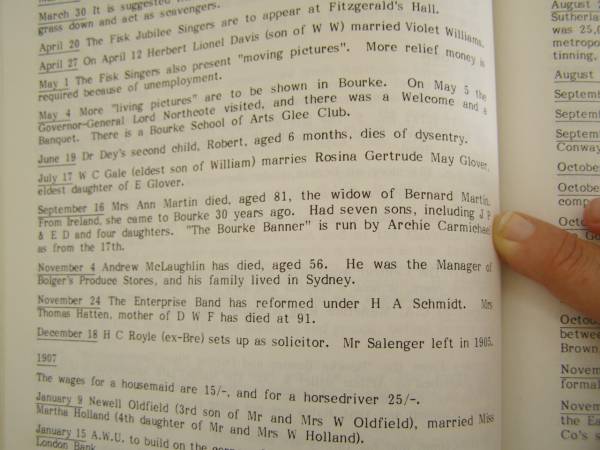 March 30 It is suggested
grass down and act as scavengers.
April 20 The Fisk Jubilee Singers are to appear at Fitzgerald's Hall.
April 27 On April 12 Herbert Lionel Davis (son of W W) married Violet Williams.
May 1 The Fisk Singers also present "moving pictures". More relief money is
required because of unemployment.
May 4 More "living pictures" are to be shown in Bourke. On May 5 the
Governor-General Lord Northcote visited, and there was a Welcome and a
Banquet. There is a Bourke School of Arts Glee Club.
June 19 Dr Dey's second child, Robert, aged 6 months, dies of dysentry.
July 17 W C Gale (eldest son of William) marries Rosina Gertrude May Glover,
eldest daughter of E Glover.
September 16 Mrs Ann Martin died, aged 81, the widow of Bernard Martin.
From Ireland, she came to Bourke 30 years ago. Had seven sons, including J P
& E D and four daughters. "The Bourke Banner" is run by Archie Carmichael
as from the 17th.
November 4 Andrew McLaughlin has died, aged 56. He was the Manager of
Bolger's Produce Stores, and his family lived in Sydney.
November 24 The Enterprise Band has reformed under H A Schmidt. Mrs
Thomas Hatten, mother of D W F has died at 91.
December 18 H C Royle (ex-Bre) sets up as solicitor. Mr Salenger left in 1905.
1907
The wages for a housemaid are 15/-, and for a horsedriver 25/-.
January 9 Newell Oldfield (3rd son of Mr and Mrs W Oldfield), married Miss
Martha Holland (4th daughter of Mr and Mrs W Holland).
January 15 A.W.U. to build on the
London Bank
August
Sutherla
was 25,0
metropo
tinning,
August
Septemb
Septemb
Septemb
Conway
Octobe
Octobe
comp
Octo
Octob
betwee
Brown
Novem
formal
Novem
the Ea
Co's s